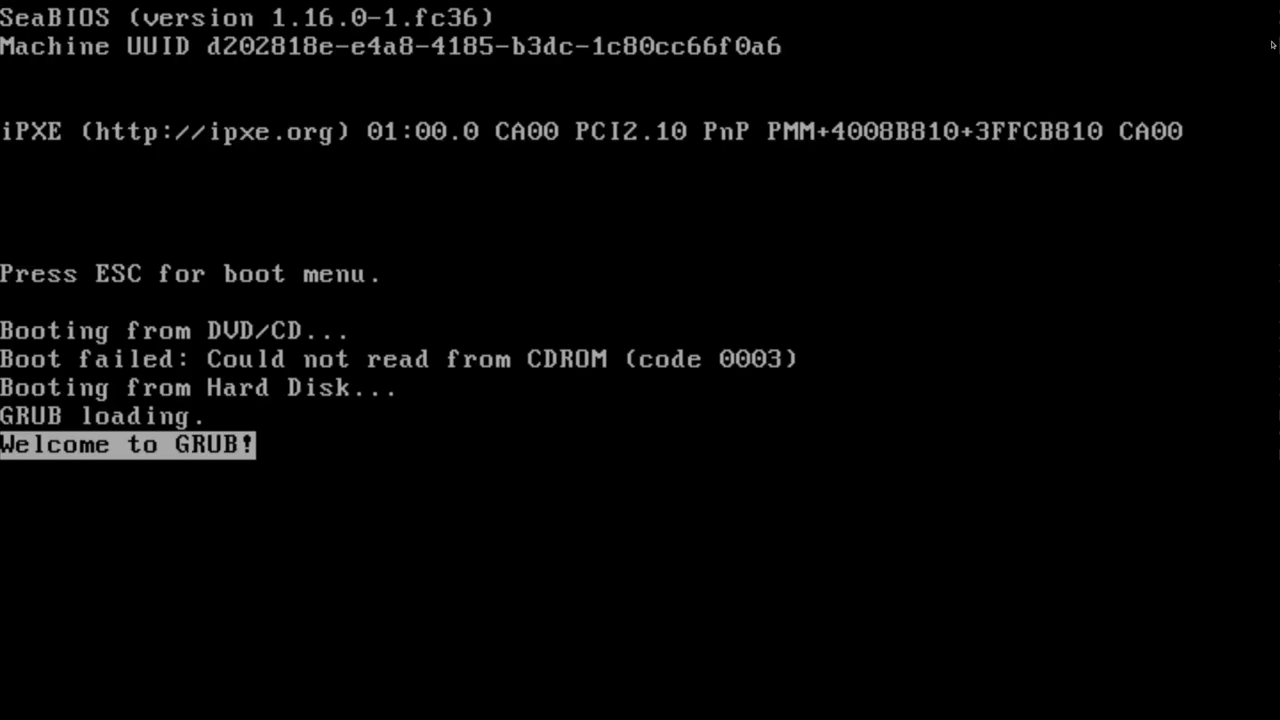 SeaBIOS (version 1.16.0-1.fc36)
Machine UUID d202818e-e4a8-4185-b3dc-1c80cc66f0a6
iPXE (http://ipxe.org) 01:00.0 CA00 PCI2.10 PnP PMM+4008B810+3FFCB810 CA00
Press ESC for boot menu.
Booting from DVD/CD...
Boot failed: Could not read from CDROM (code 0003)
Booting from Hard Disk...
GRUB loading.
Welcome to GRUB!